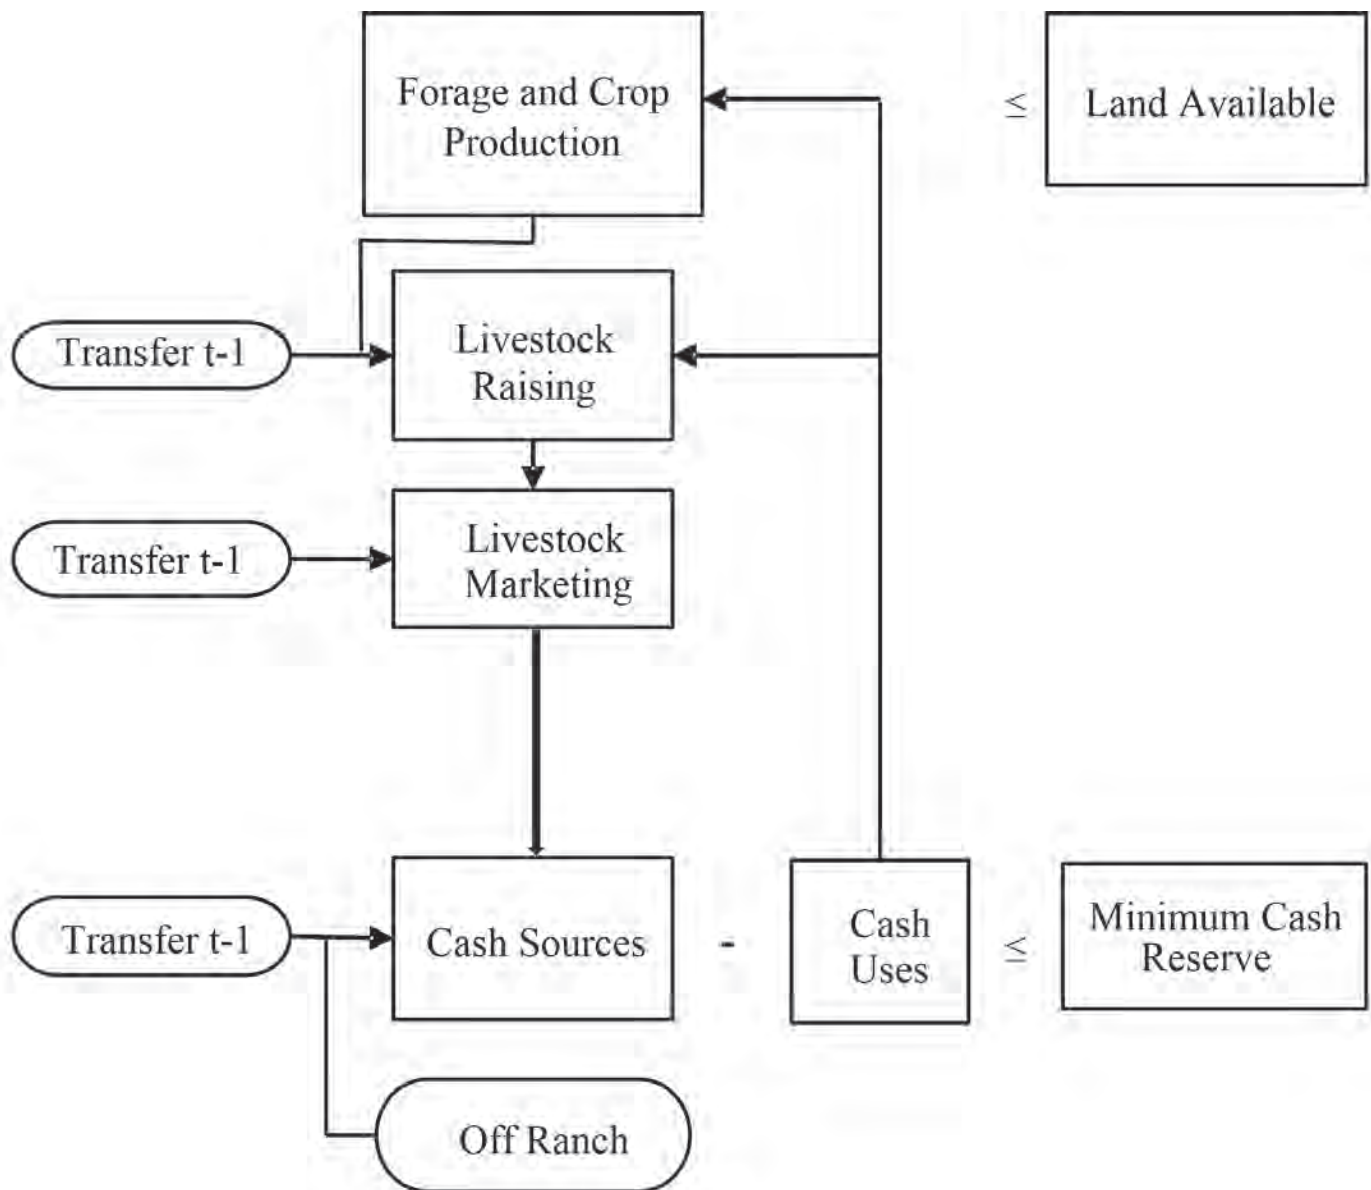 Forage and Crop
Production
≤
Land Available
Transfer t-1
Livestock
Raising
Transfer t-1
Livestock
Marketing
Transfer t-1
Cash Sources
-
Cash
Uses
≤
Minimum Cash
Reserve
Off Ranch